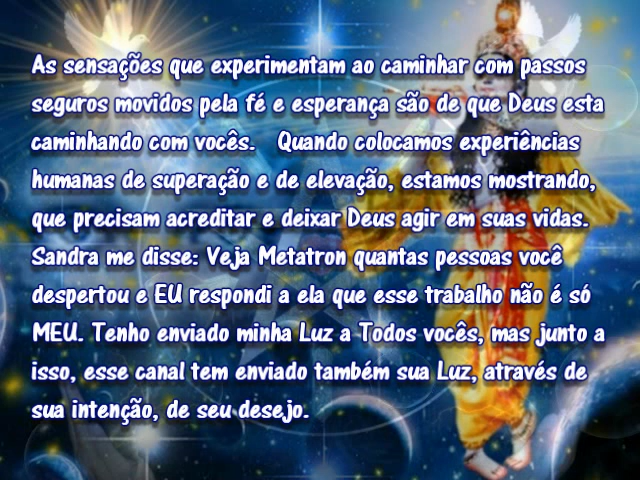 As sensações que experimentam ao caminhar com passos
seguros movidos pela fé e esperança são de que Deus esta
caminhando com vocês. Quando colocamos experiências
humanas de superação e de elevação, estamos mostrando,
que precisam acreditar e deixar Deus agir em suas vidas.
Sandra me disse: Veja Metatron quantas pessoas você
despertou e EU respondi a ela que esse trabalho não é só
MEU. Tenho enviado minha Luz a Todos vocês, mas junto a
isso, esse canal tem enviado também sua Luz, através de
sua intenção, de seu desejo.